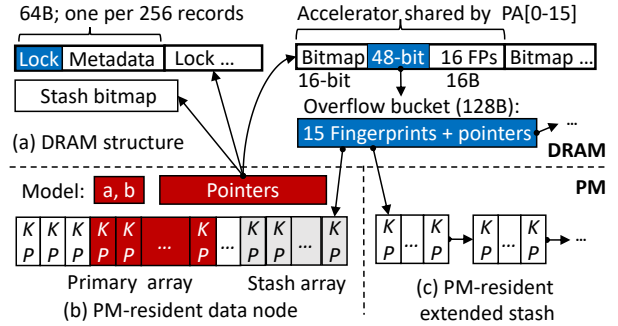 64B; one per 256 records
Accelerator shared by PA[0-15]
Lock Metadata Lock ...
Bitmap 48-bit 16 FPs Bitmap ...
16-bit 16B
Stash bitmap
Overflow bucket (128B):
15 Fingerprints + pointers ...
(a) DRAM structure
DRAM
PM
Model: a, b Pointers
K K K K K ... K ... K K ... K
P P P P P P P P P
K ... K K ... K ...
P P P P
Primary array Stash array
(b) PM-resident data node
(c) PM-resident
extended stash